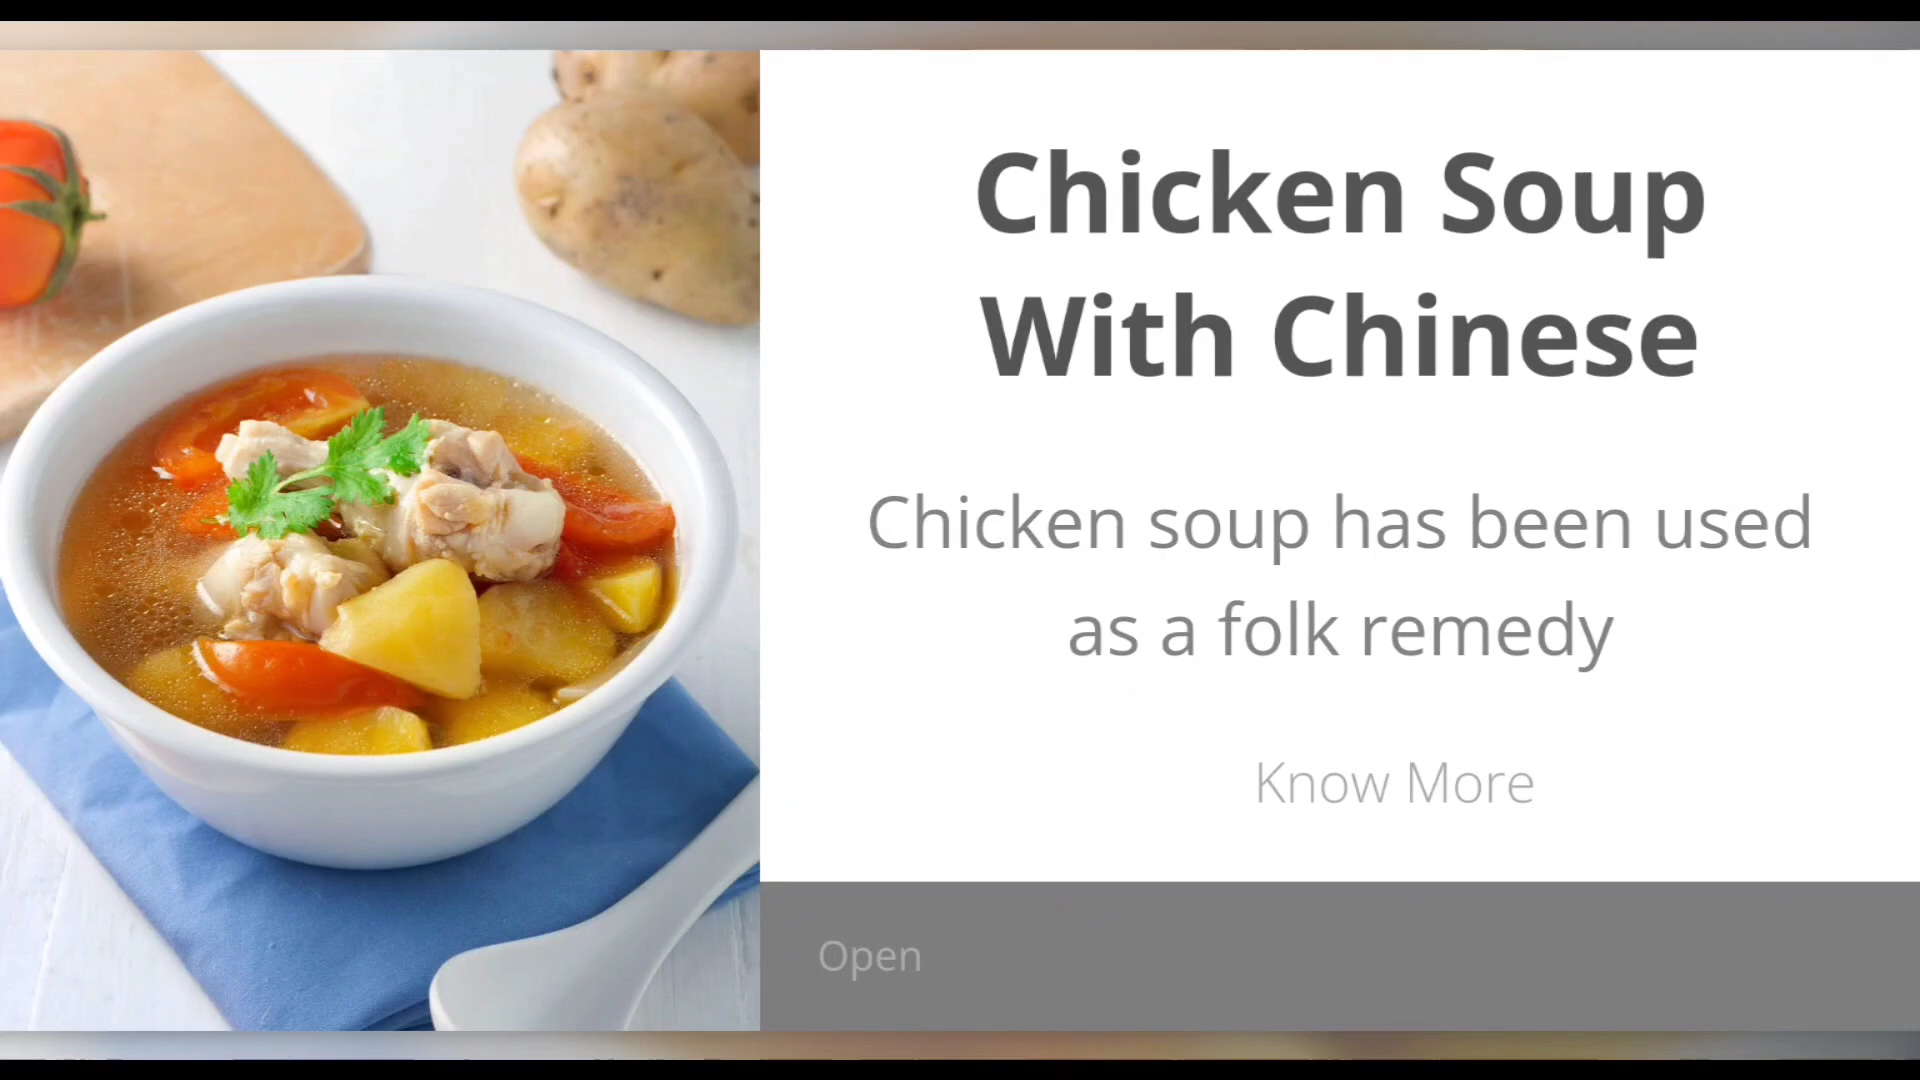 Chicken Soup
With Chinese
Chicken soup has been used
as a folk remedy
Know More
Open